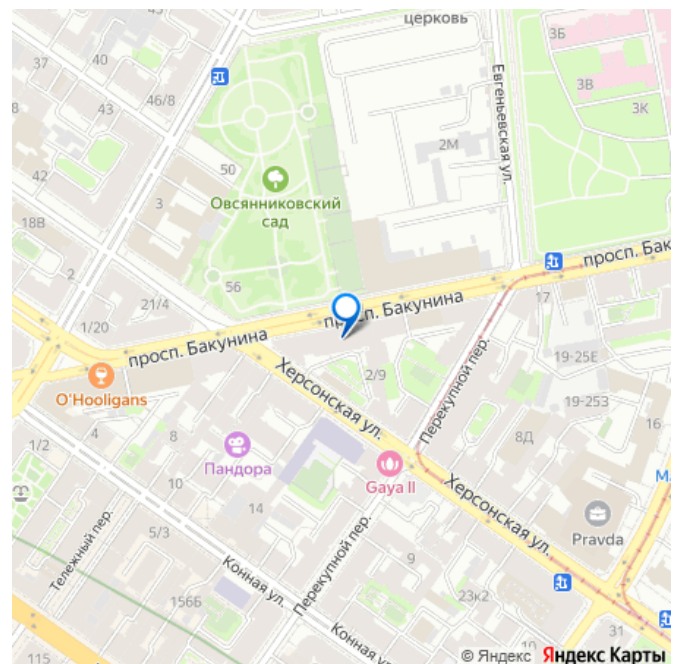 церковь
37
40
46/8
43
42
50
3Б
3В
3К
Евгеньевская ул.
2М
Овсянниковский
сад
18В
3
2
56
21/4
1/20
просп. Бакунина
просп. Бакунина
просп. Бакунина
17
O'Hooligans
2/9
Херсонская ул.
Перекупной пер.
19-25Е
19-253
16
1/2
4
8
Пандора
8Д
10
Gaya II
Херсонская ул.
14
Pravda
Тележный пер.
5/3
Перекупной пер.
9
Конная ул.
156Б
23к2
31
115
Конная ул.
10
© Яндекс Яндекс Карты